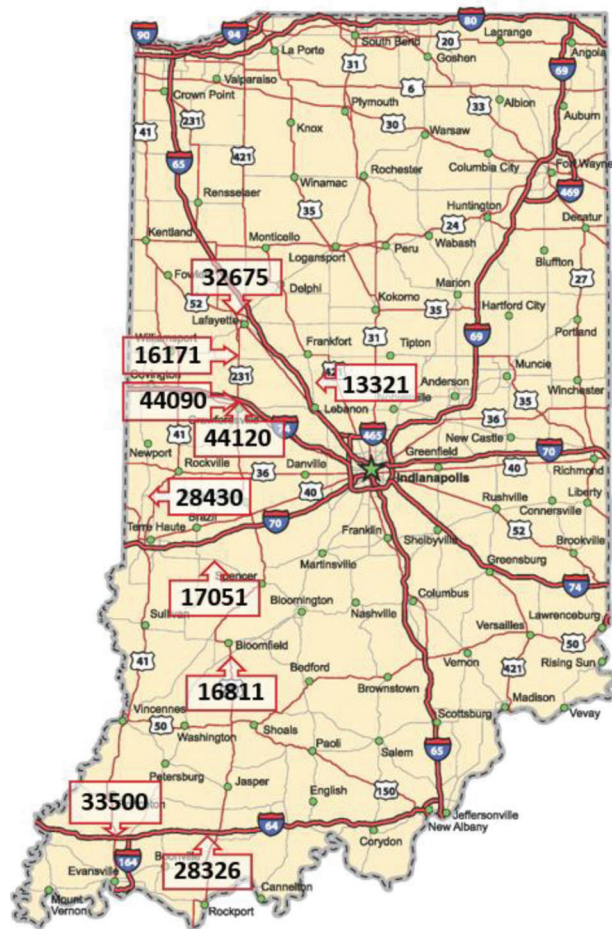 90
94
80
South Bend
20
Lagrange
La Porte
Goshen
Angola
31
69
Valparaiso
6
Crown Point
Plymouth
33
Albion
Auburn
41
231
30
Knox
Warsaw
421
Columbia City
Fort Wayne
65
Rochester
469
Winamac
Rensselaer
Huntington
35
24
Decatur
Kentland
Monticello
Logansport
Peru
Wabash
Bluffton
32675
27
Delphi
Marion
52
Kokomo
35
Hartford City
Lafayette
31
Portland
69
16171
Frankfort
Tipton
Muncie
Covington
231
13321
Anderson
Winchester
35
44090
Lebanon
36
44120
465
New Castle
41
Greenfield
70
Newport
Rockville
Danville
40
Richmond
36
Indianapolis
28430
40
Rushville
Liberty
Connersville
Brazil
70
52
Terre Haute
Franklin
Shelbyville
Brookville
Martinsville
Greensburg
74
17051
Spencer
Columbus
Sullivan
Bloomington
Nashville
Lawrenburg
Versailles
50
Bloomfield
41
Vernon
421
Rising Sun
Bedford
16811
Brownstown
Madison
Vincennes
Vevay
50
Scottsburg
Washington
Shoals
Paoli
Salem
65
Petersburg
Jasper
English
150
33500
Jeffersonville
64
New Albany
Corydon
164
28326
Evansville
Cannelton
Mount
Vernon
Rockport